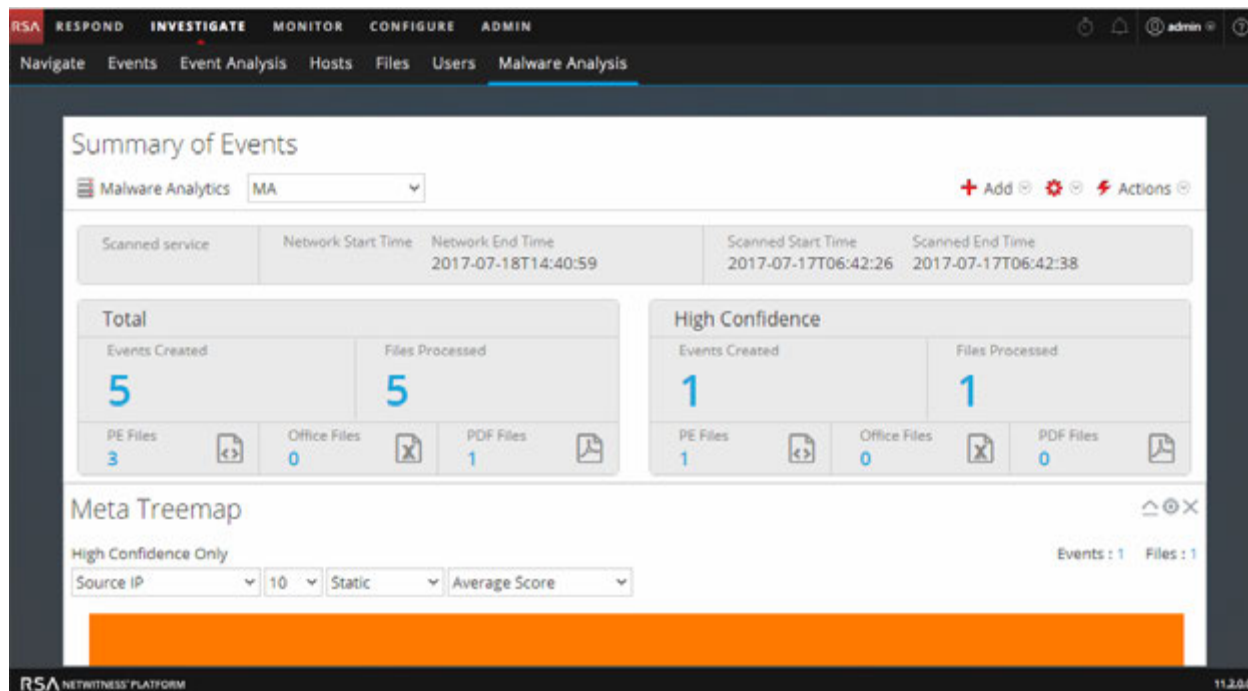 RSA RESPOND INVESTIGATE MONITOR CONFIGURE ADMIN admin
Navigate Events Event Analysis Hosts Files Users Malware Analysis
Summary of Events
Malware Analytics MA
Add Actions
Scanned service
Network Start Time
Network End Time
2017-07-18T14:40:59
Scanned Start Time
2017-07-17T06:42:26
Scanned End Time
2017-07-17T06:42:38
Total
Events Created
5
Files Processed
5
PE Files
3
Office Files
0
PDF Files
1
High Confidence
Events Created
1
Files Processed
1
PE Files
1
Office Files
0
PDF Files
0
Meta Treemap
High Confidence Only
Events : 1 Files : 1
Source IP 10 Static Average Score
RSA NETWITNESS® PLATFORM